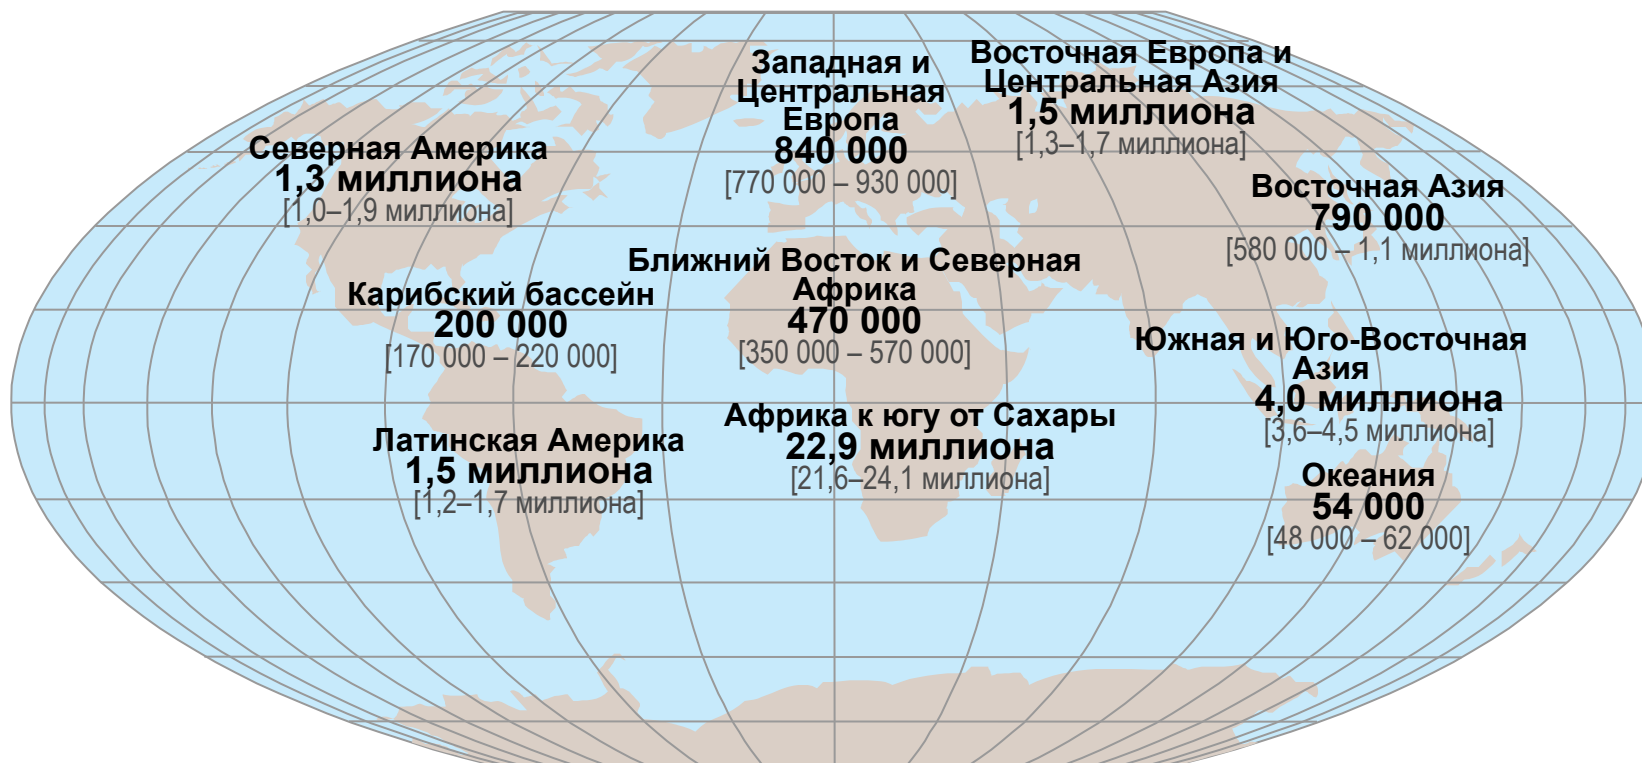 Западная и
Центральная
Европа
840 000
[770 000 – 930 000]
Восточная Европа и
Центральная Азия
1,5 миллиона
[1,3–1,7 миллиона]
Северная Америка
1,3 миллиона
[1,0–1,9 миллиона]
Восточная Азия
790 000
[580 000 – 1,1 миллиона]
Ближний Восток и Северная
Африка
470 000
[350 000 – 570 000]
Карибский бассейн
200 000
[170 000 – 220 000]
Южная и Юго-Восточная
Азия
4,0 миллиона
[3,6–4,5 миллиона]
Африка к югу от Сахары
22,9 миллиона
[21,6–24,1 миллиона]
Латинская Америка
1,5 миллиона
[1,2–1,7 миллиона]
Океания
54 000
[48 000 – 62 000]